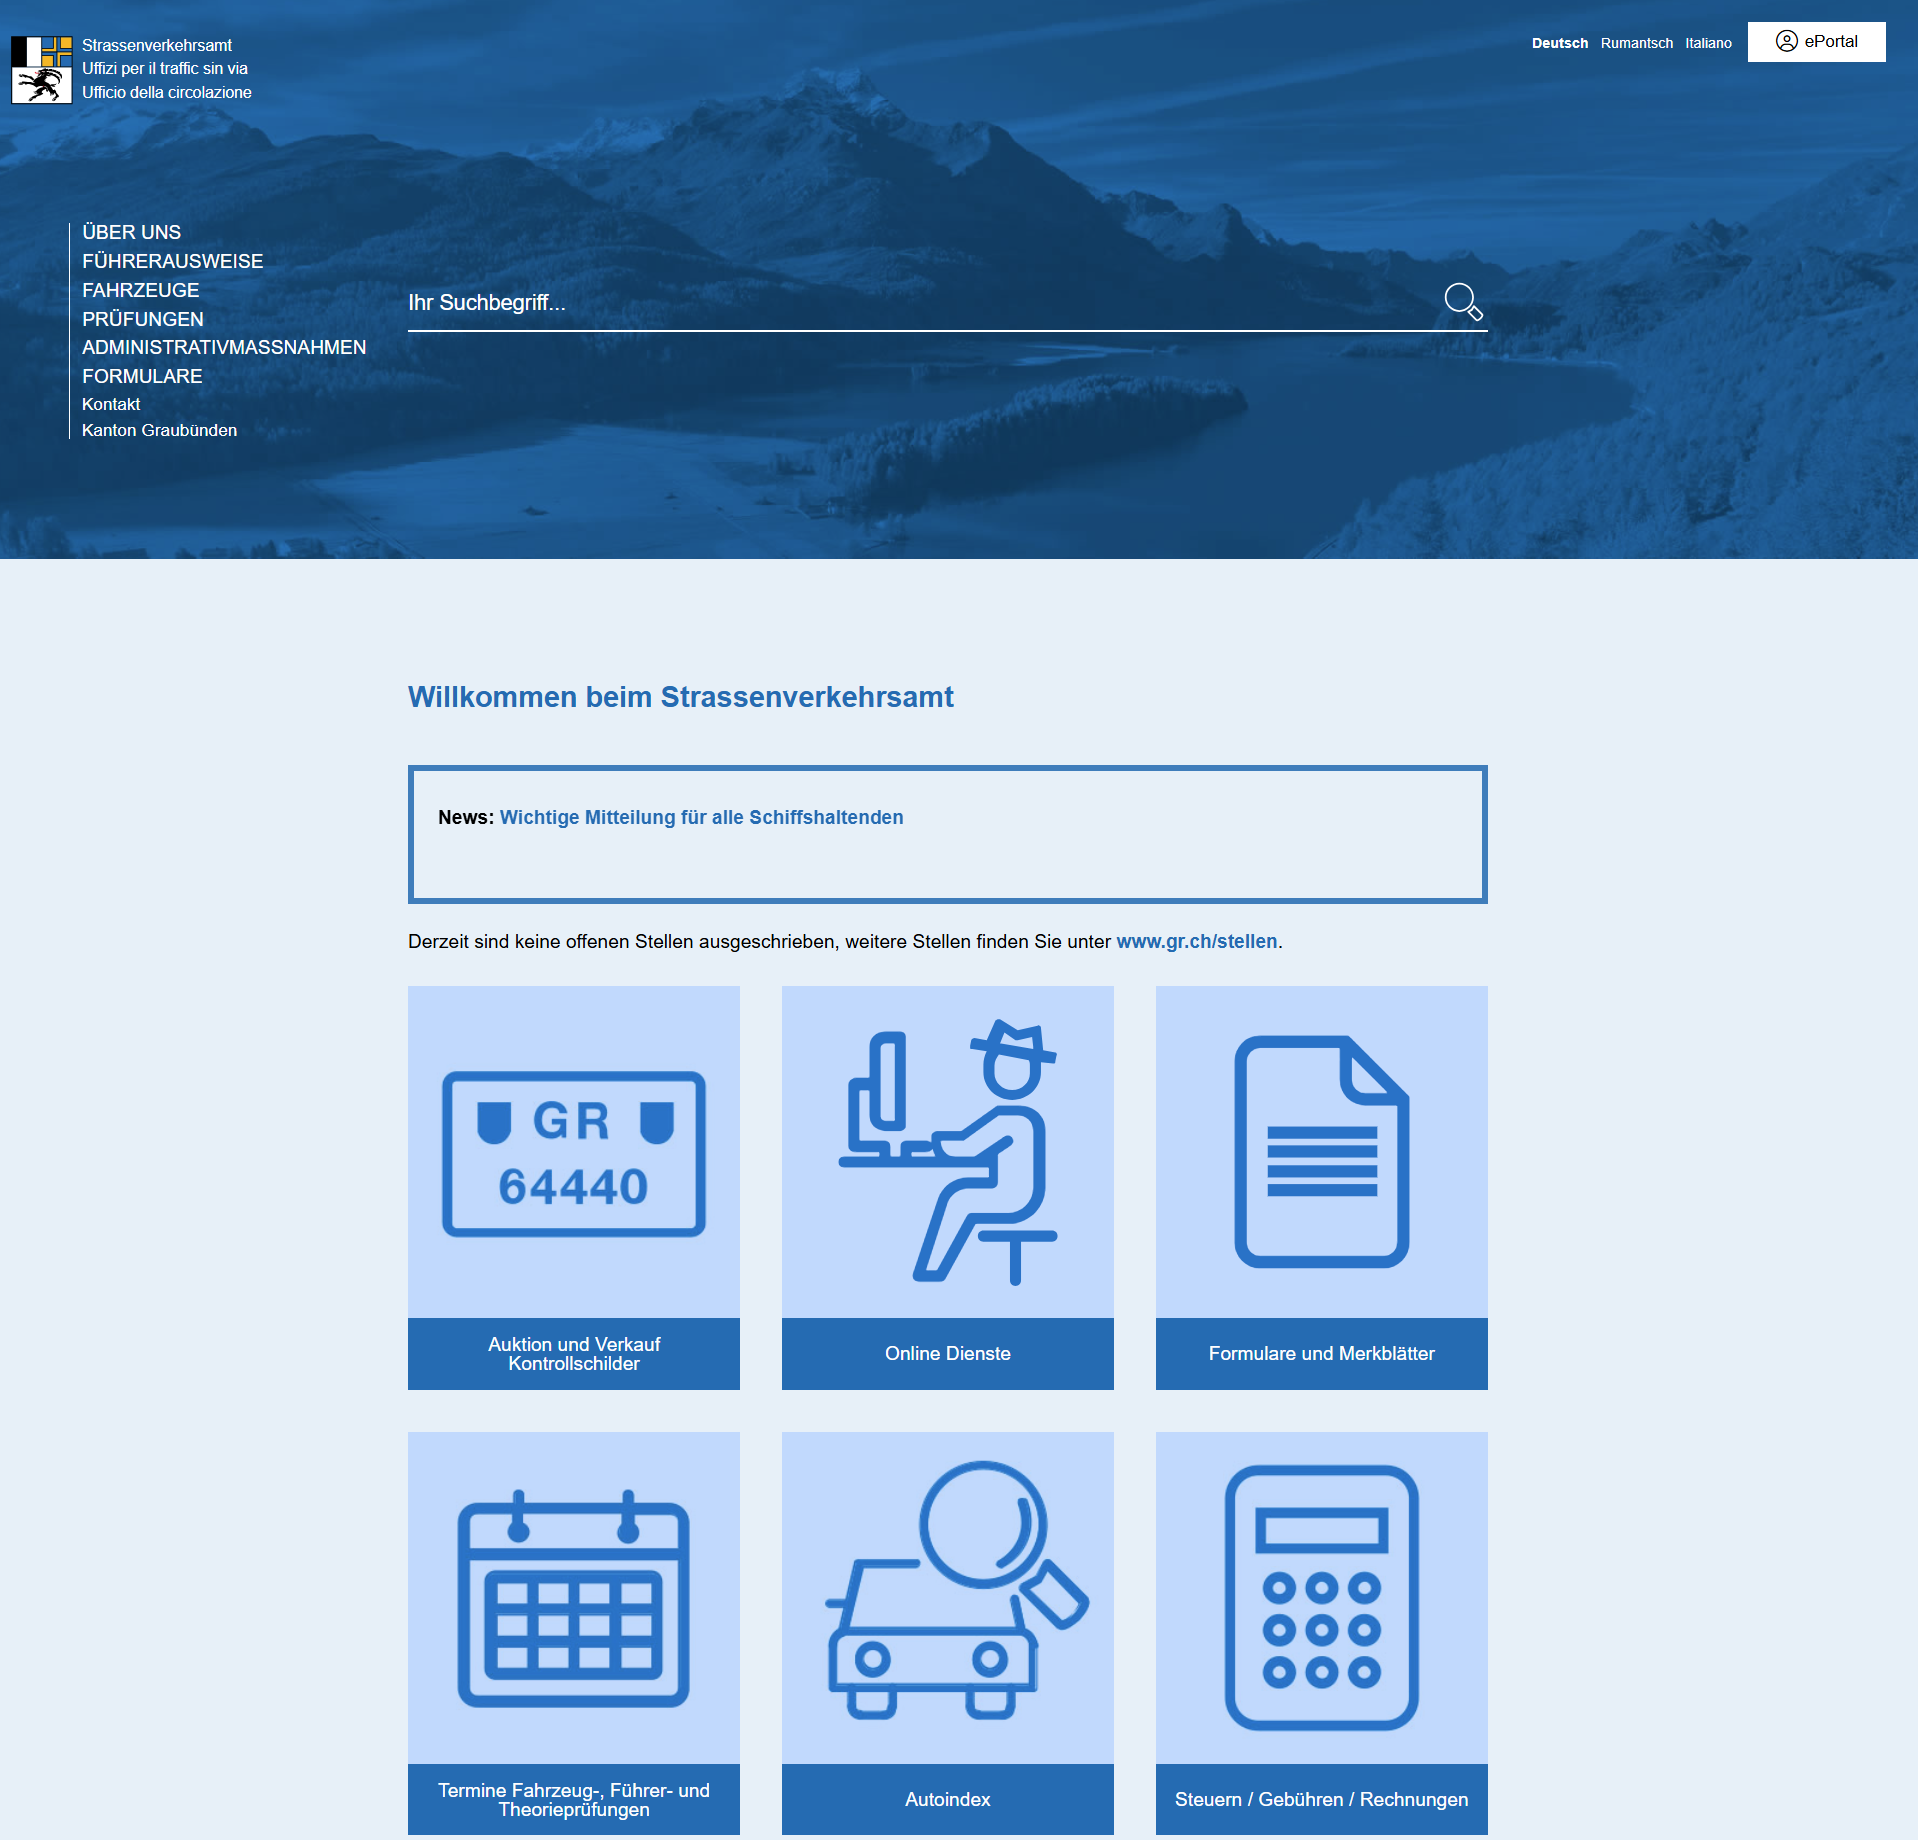 Strassenverkehrsamt
Uffizi per il traffic sin via
Ufficio della circolazione
Deutsch Rumantsch Italiano ePortal
ÜBER UNS
FÜHRERAUSWEISE
FAHRZEUGE
PRÜFUNGEN
ADMINISTRATIVMASSNAHMEN
FORMULARE
Kontakt
Kanton Graubünden
Ihr Suchbegriff...
Willkommen beim Strassenverkehrsamt
News: Wichtige Mitteilung für alle Schiffshaltenden
Derzeit sind keine offenen Stellen ausgeschrieben, weitere Stellen finden Sie unter www.gr.ch/stellen.
GR
64440
Auktion und Verkauf
Kontrollschilder
Online Dienste
Formulare und Merkblätter
Termine Fahrzeug-, Führer- und
Theorieprüfungen
Autoindex
Steuern / Gebühren / Rechnungen